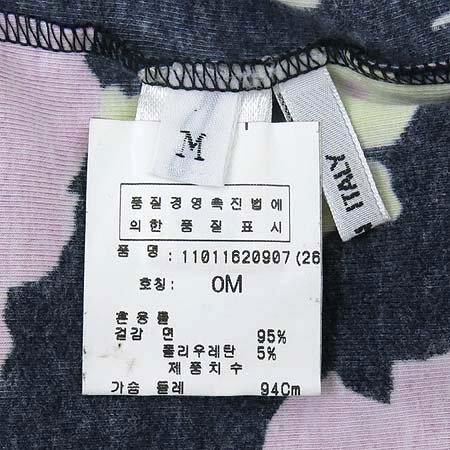 M
ITALY
품질경영촉진법에
의한 품질 표시
품 명 : 11011620907 (26
호칭 : 0M
혼용률
겉감 면 95%
폴리우레탄 5%
제품치수
가슴 둘레 94Cm